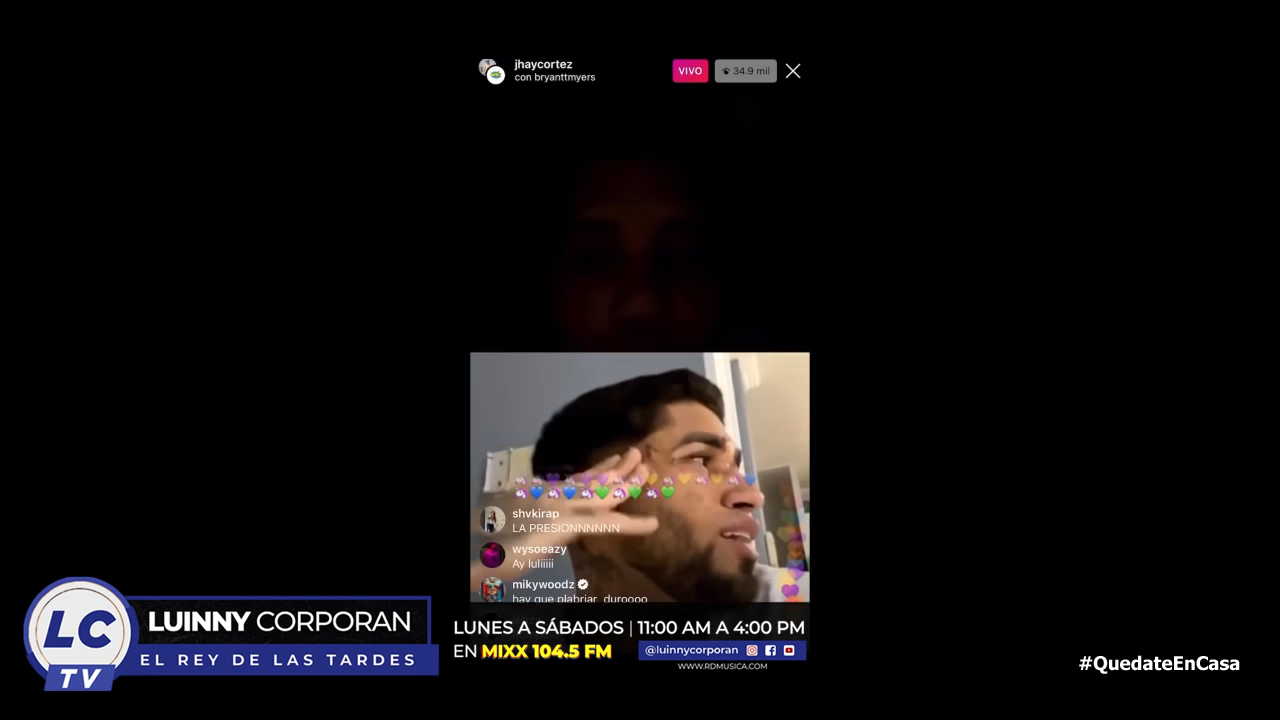 jhaycortez
con bryanttmyers
VIVO
34.9 mil
shvkirap
LA PRESIONNNNNN
wysoeazy
Ay luliiiii
mikywoodz
hay que plabriar duroooo
LC
TV
LUINNY CORPORAN
EL REY DE LAS TARDES
LUNES A SÁBADOS | 11:00 AM A 4:00 PM
EN MIXX 104.5 FM
@luinnycorporan
WWW.RDMUSICA.COM
#QuedateEnCasa